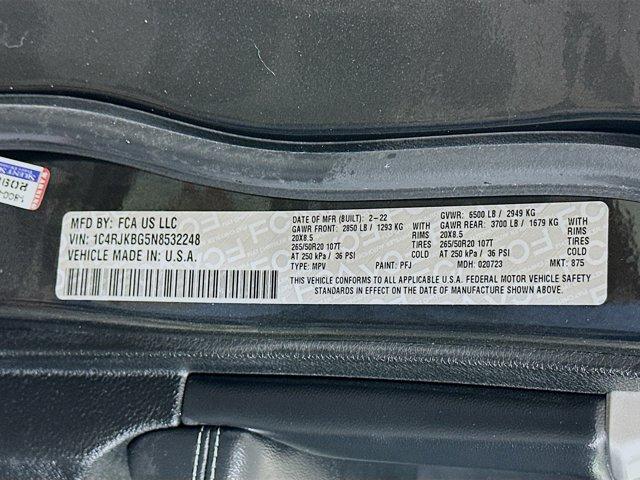 MFD BY: FCA US LLC
VIN: 1C4RJKBG5N8532248
VEHICLE MADE IN: U.S.A.
DATE OF MFR (BUILT): 2-22 GVWR: 6500 LB / 2949 KG
GAWR FRONT: 2850 LB / 1293 KG WITH GAWR REAR: 3700 LB / 1679 KG WITH
20X8.5 RIMS 20X8.5 RIMS
265/50R20 107T TIRES 265/50R20 107T TIRES
AT 250 kPa / 36 PSI COLD AT 250 kPa / 36 PSI COLD
TYPE: MPV PAINT: PFJ MDH: 020723 MKT: 875
THIS VEHICLE CONFORMS TO ALL APPLICABLE U.S.A. FEDERAL MOTOR VEHICLE SAFETY
STANDARDS IN EFFECT ON THE DATE OF MANUFACTURE SHOWN ABOVE.